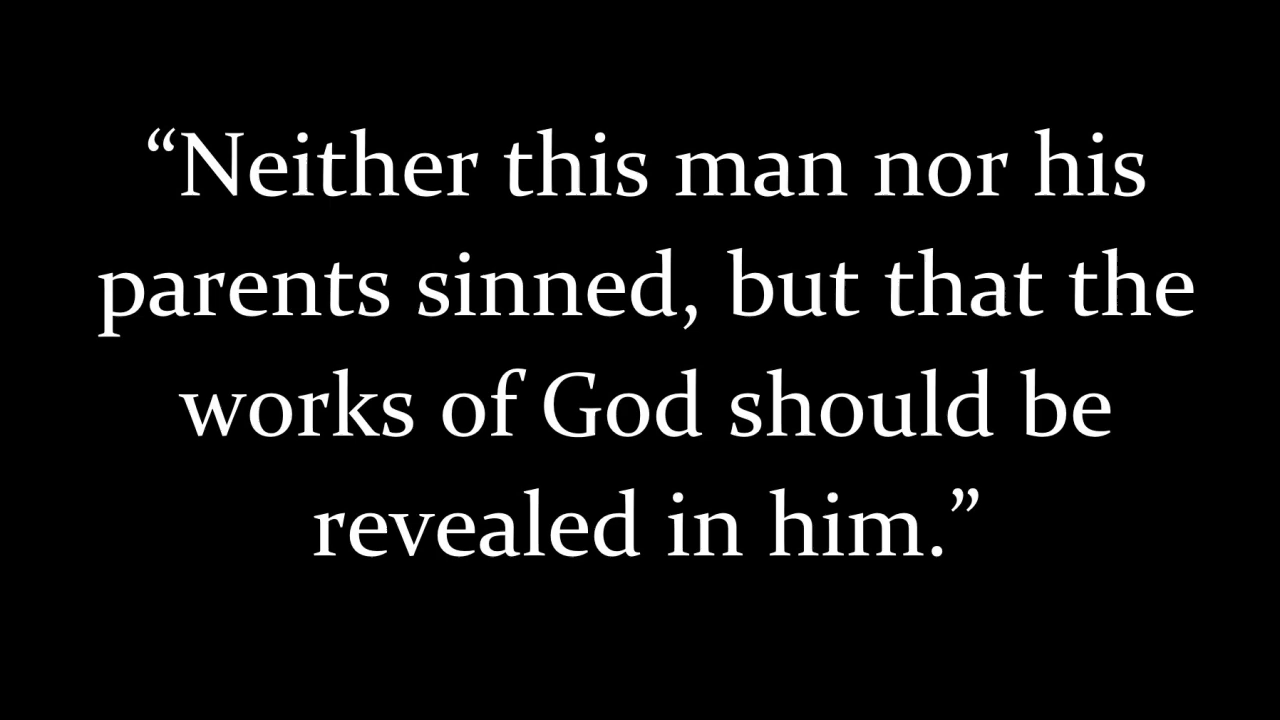 “Neither this man nor his
parents sinned, but that the
works of God should be
revealed in him.”